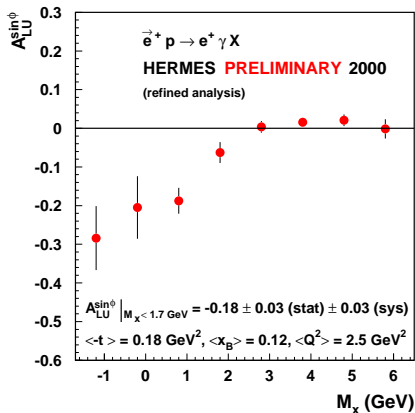 0.3
0.2
0.1
0
-0.1
-0.2
-0.3
-0.4
-0.5
-0.6
A_LU^sinϕ
e⃗⁺ p → e⁺ γ X
HERMES PRELIMINARY 2000
(refined analysis)
A_LU^sinϕ |_{M_x < 1.7 GeV} = -0.18 ± 0.03 (stat) ± 0.03 (sys)
<-t > = 0.18 GeV², <x_B> = 0.12, <Q²> = 2.5 GeV²
-1 0 1 2 3 4 5 6
M_x (GeV)